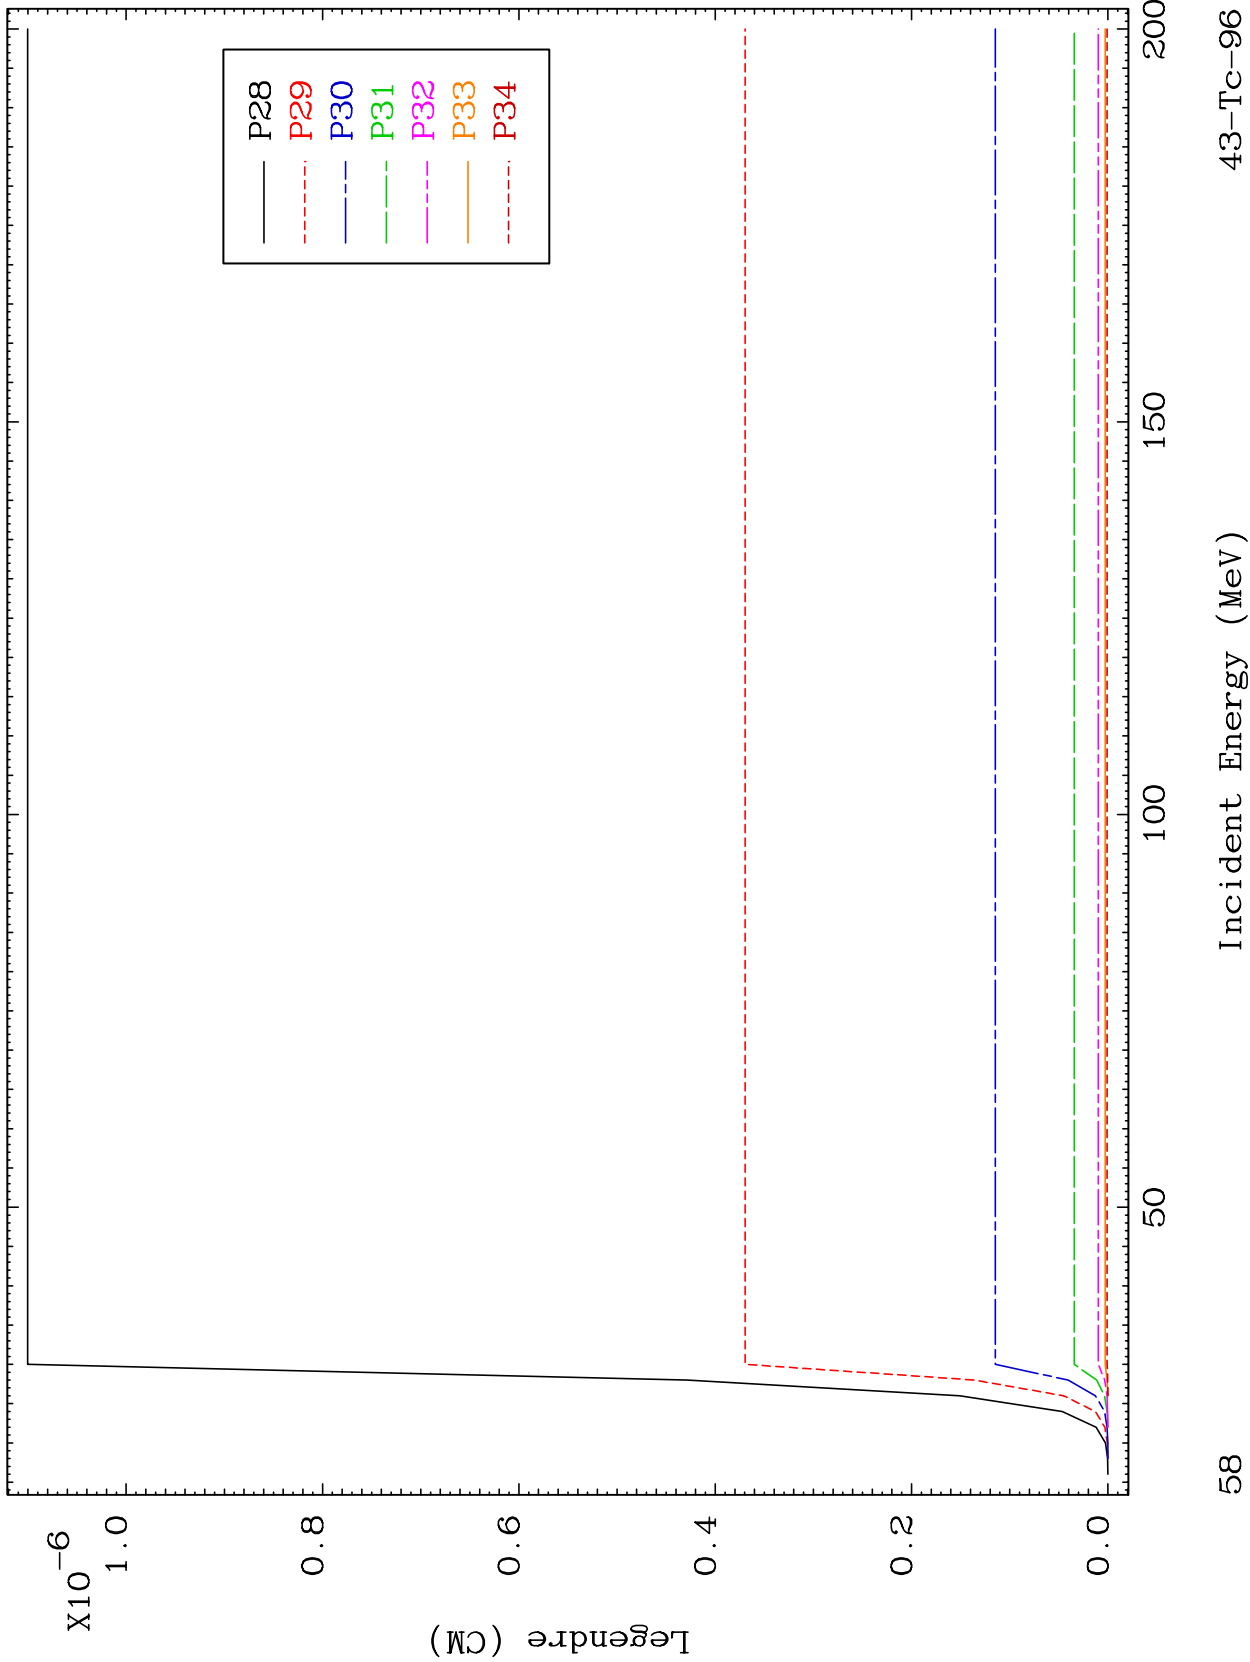 X10-6
1.0
0.8
0.6
0.4
0.2
0.0
Legendre (CM)
P28
P29
P30
P31
P32
P33
P34
50
100
150
200
Incident Energy (MeV)
58
43-Tc-96